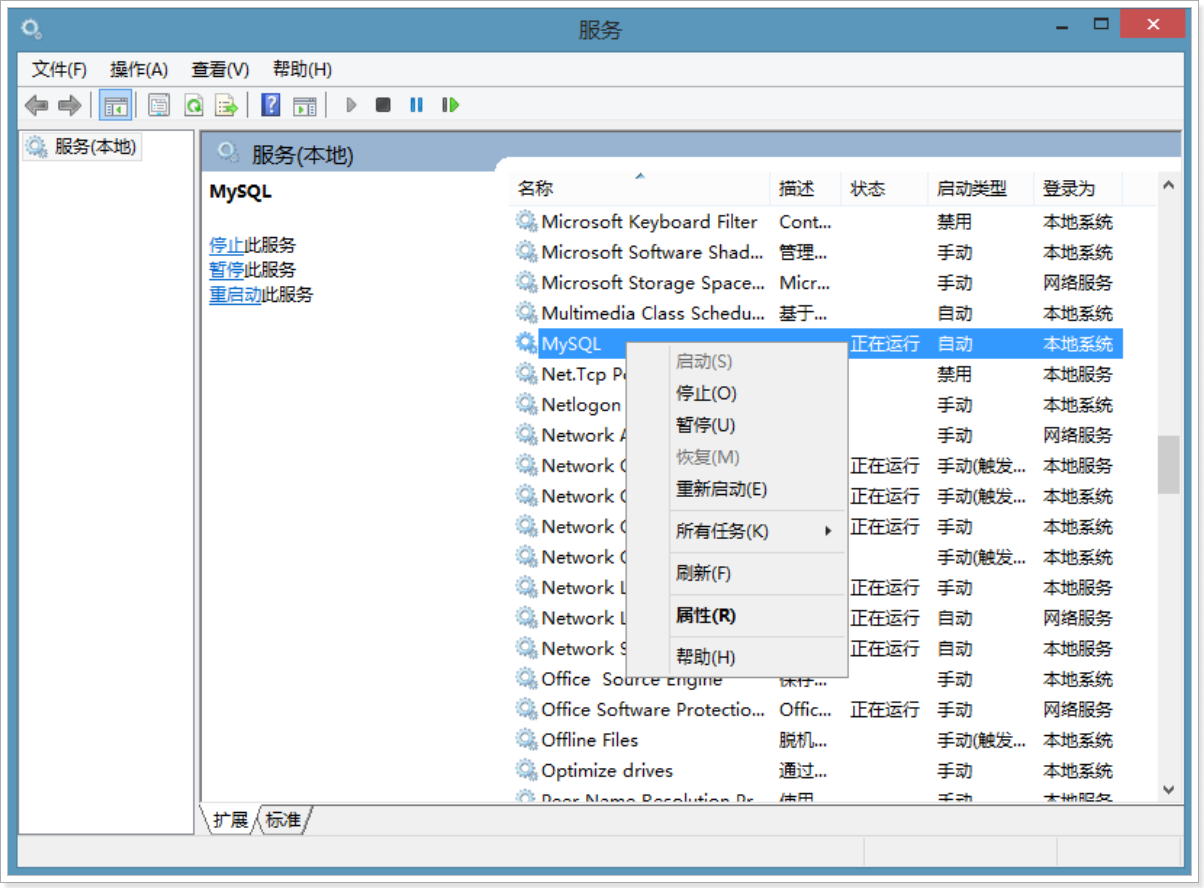 服务
文件(F) 操作(A) 查看(V) 帮助(H)
服务(本地)
服务(本地)
MySQL
停止此服务
暂停此服务
重启动此服务
名称 描述 状态 启动类型 登录为
Microsoft Keyboard Filter Cont... 禁用 本地系统
Microsoft Software Shad... 管理... 手动 本地系统
Microsoft Storage Space... Micr... 手动 网络服务
Multimedia Class Schedu... 基于... 自动 本地系统
MySQL 正在运行 自动 本地系统
Net.Tcp 禁用 本地服务
Netlogon 手动 本地系统
Network 手动 网络服务
Network 正在运行 手动(触发... 本地服务
Network 正在运行 手动(触发... 本地系统
Network 正在运行 手动 本地系统
Network 手动(触发... 本地系统
Network 正在运行 手动 本地服务
Network 正在运行 自动 网络服务
Network 正在运行 自动 本地服务
Office Source Engine 保存... 手动 本地系统
Office Software Protectio... Offic... 正在运行 手动 网络服务
Offline Files 脱机... 手动(触发... 本地系统
Optimize drives 通过... 手动 本地系统
Peer Name Resolution Pr 使用 手动 本地服务
启动(S)
停止(O)
暂停(U)
恢复(M)
重新启动(E)
所有任务(K)
刷新(F)
属性(R)
帮助(H)
扩展 标准